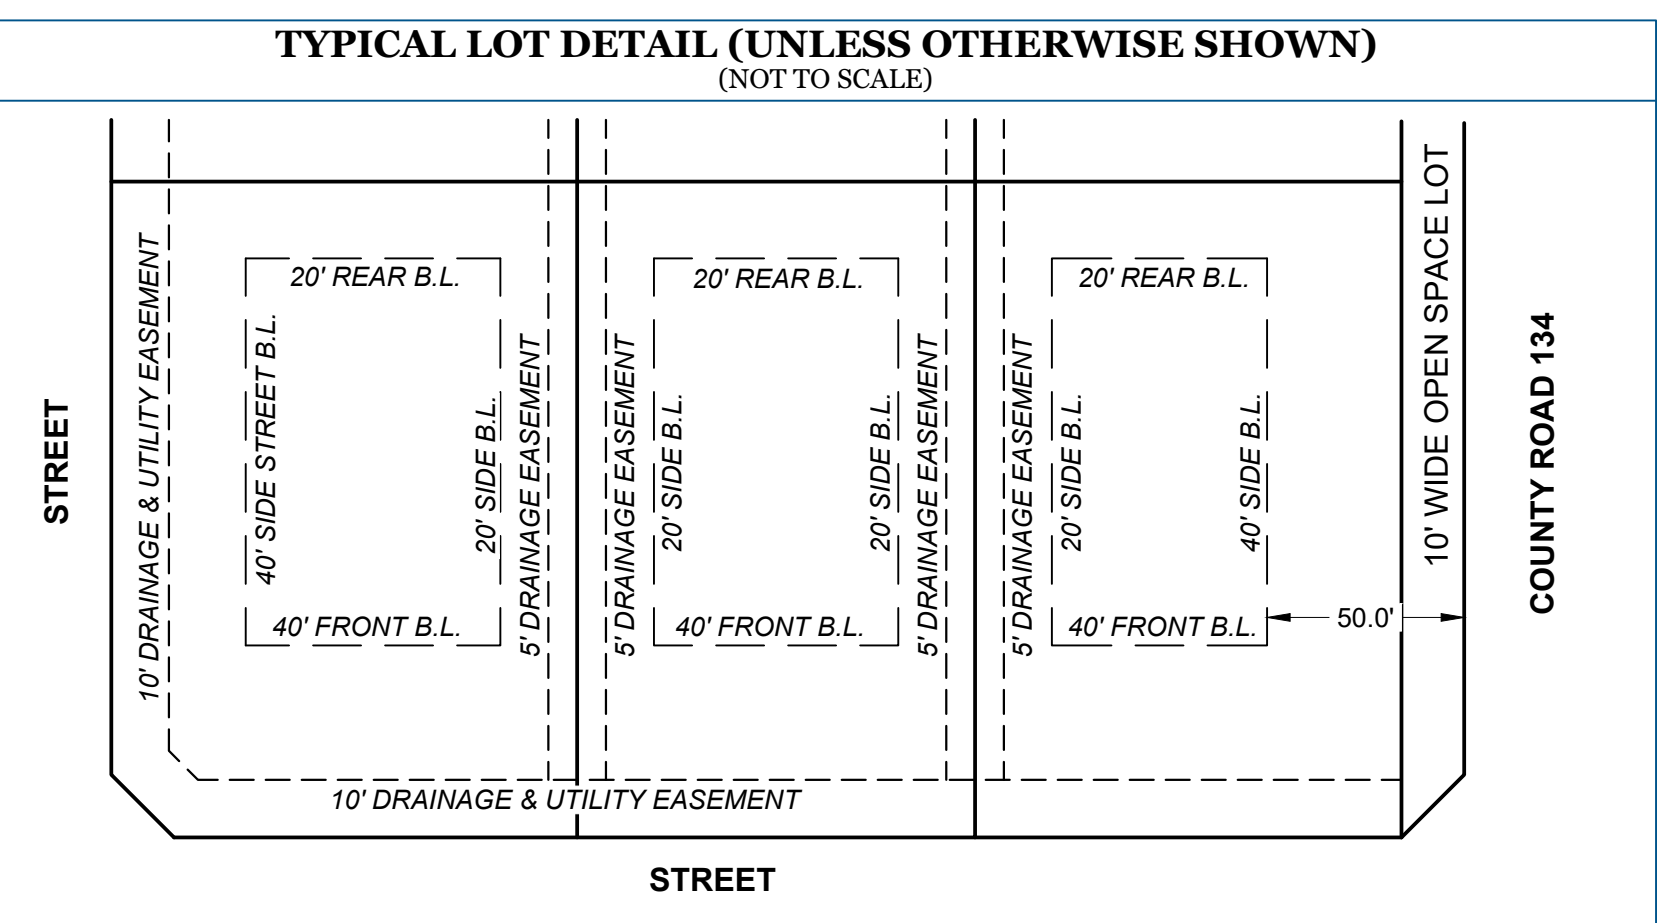 TYPICAL LOT DETAIL (UNLESS OTHERWISE SHOWN)
(NOT TO SCALE)
STREET
10' DRAINAGE & UTILITY EASEMENT
20' REAR B.L.
40' SIDE STREET B.L.
20' SIDE B.L.
40' FRONT B.L.
5' DRAINAGE EASEMENT
5' DRAINAGE EASEMENT
20' REAR B.L.
20' SIDE B.L.
20' SIDE B.L.
40' FRONT B.L.
5' DRAINAGE EASEMENT
5' DRAINAGE EASEMENT
20' REAR B.L.
20' SIDE B.L.
40' SIDE B.L.
40' FRONT B.L.
50.0'
10' WIDE OPEN SPACE LOT
COUNTY ROAD 134
10' DRAINAGE & UTILITY EASEMENT
STREET